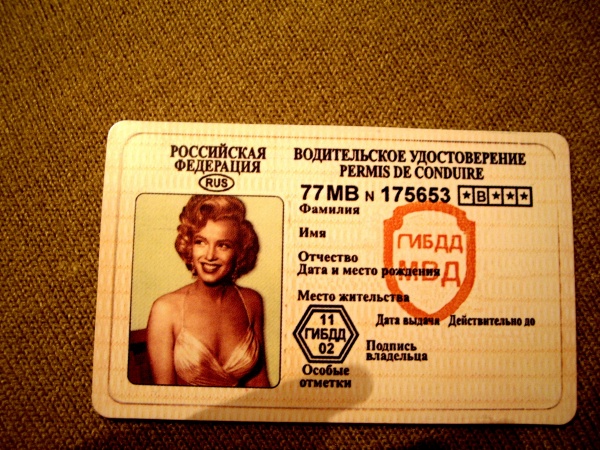 РОССИЙСКАЯ
ФЕДЕРАЦИЯ
RUS
ВОДИТЕЛЬСКОЕ УДОСТОВЕРЕНИЕ
PERMIS DE CONDUIRE
77МВ N 175653 ★B★★★
Фамилия
Имя
Отчество
Дата и место рождения
Место жительства
ГИБДД
МВД
11
ГИБДД
02
Дата выдачи Действительно до
Подпись
владельца
Особые
отметки